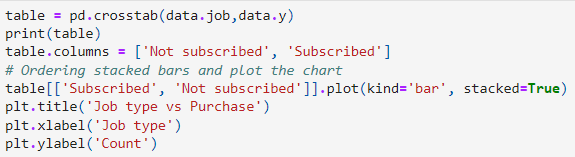 table = pd.crosstab(data.job,data.y)
print(table)
table.columns = ['Not subscribed', 'Subscribed']
# Ordering stacked bars and plot the chart
table[['Subscribed', 'Not subscribed']].plot(kind='bar', stacked=True)
plt.title('Job type vs Purchase')
plt.xlabel('Job type')
plt.ylabel('Count')